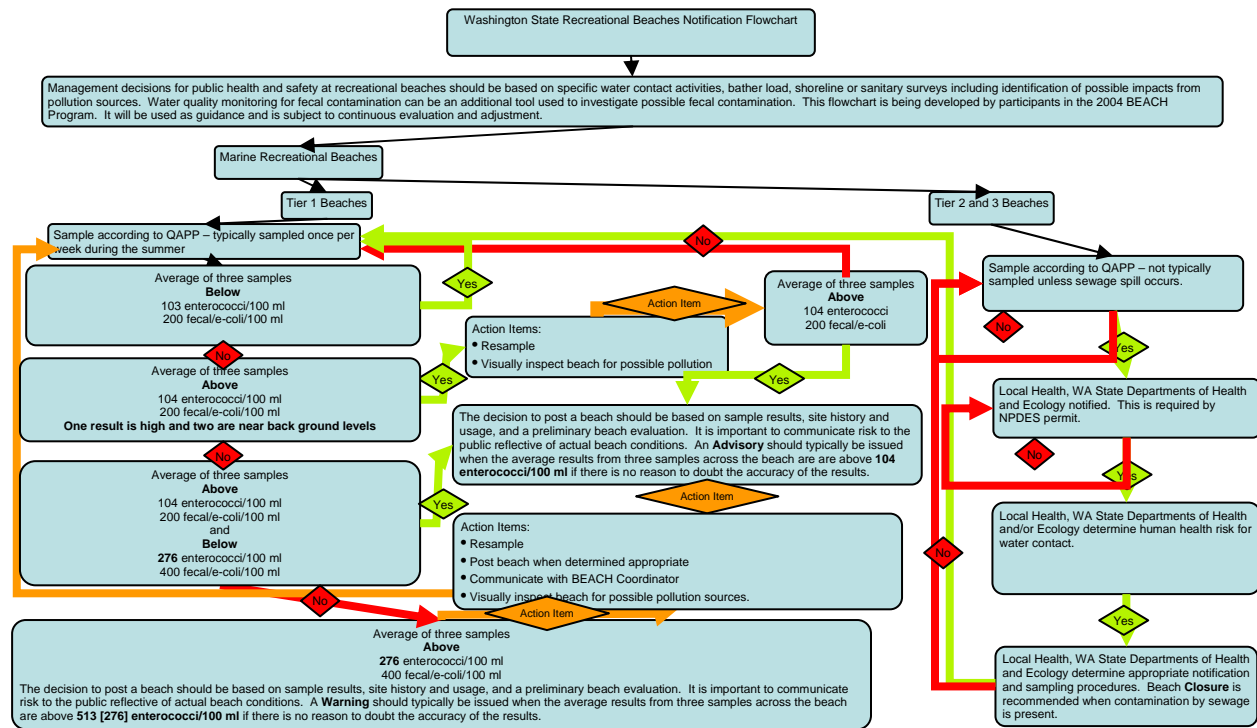 Washington State Recreational Beaches Notification Flowchart
Management decisions for public health and safety at recreational beaches should be based on specific water contact activities, bather load, shoreline or sanitary surveys including identification of possible impacts from
pollution sources. Water quality monitoring for fecal contamination can be an additional tool used to investigate possible fecal contamination. This flowchart is being developed by participants in the 2004 BEACH
Program. It will be used as guidance and is subject to continuous evaluation and adjustment.
Marine Recreational Beaches
Tier 1 Beaches
Tier 2 and 3 Beaches
Sample according to QAPP – typically sampled once per
week during the summer
No
Average of three samples
Below
103 enterococci/100 ml
200 fecal/e-coli/100 ml
Yes
Action Item
Average of three samples
Above
104 enterococci
200 fecal/e-coli
Sample according to QAPP – not typically
sampled unless sewage spill occurs.
No
Yes
Action Items:
• Resample
• Visually inspect beach for possible pollution
No
Average of three samples
Above
104 enterococci/100 ml
200 fecal/e-coli/100 ml
One result is high and two are near back ground levels
Yes
Yes
Local Health, WA State Departments of Health
and Ecology notified. This is required by
NPDES permit.
No
The decision to post a beach should be based on sample results, site history and
usage, and a preliminary beach evaluation. It is important to communicate risk to the
public reflective of actual beach conditions. An Advisory should typically be issued
when the average results from three samples across the beach are are above 104
enterococci/100 ml if there is no reason to doubt the accuracy of the results.
No
Average of three samples
Above
104 enterococci/100 ml
200 fecal/e-coli/100 ml
and
Below
276 enterococci/100 ml
400 fecal/e-coli/100 ml
Yes
Action Item
Yes
Local Health, WA State Departments of Health
and/or Ecology determine human health risk for
water contact.
No
Action Items:
• Resample
• Post beach when determined appropriate
• Communicate with BEACH Coordinator
• Visually inspect beach for possible pollution sources.
No
Action Item
Yes
Average of three samples
Above
276 enterococci/100 ml
400 fecal/e-coli/100 ml
The decision to post a beach should be based on sample results, site history and usage, and a preliminary beach evaluation. It is important to communicate
risk to the public reflective of actual beach conditions. A Warning should typically be issued when the average results from three samples across the beach
are above 513 [276] enterococci/100 ml if there is no reason to doubt the accuracy of the results.
Local Health, WA State Departments of Health
and Ecology determine appropriate notification
and sampling procedures. Beach Closure is
recommended when contamination by sewage
is present.